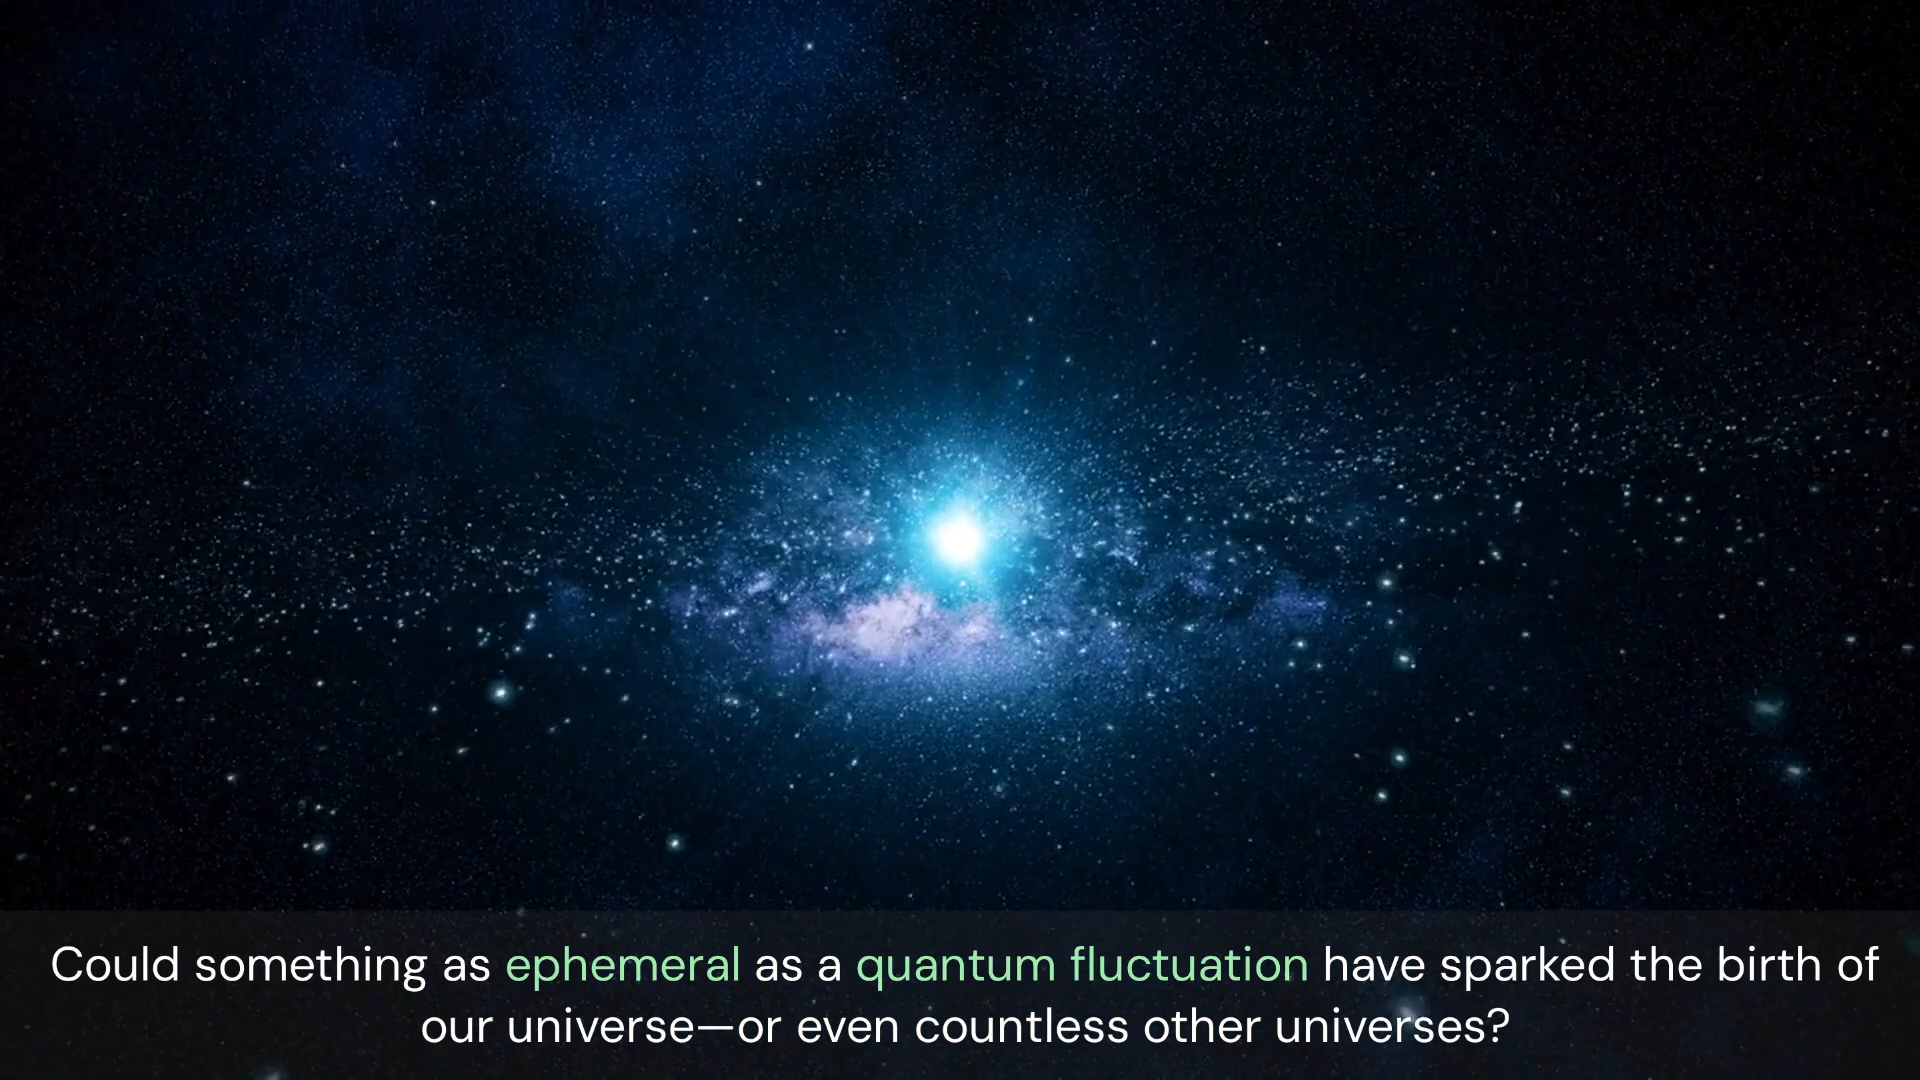 Could something as ephemeral as a quantum fluctuation have sparked the birth of
our universe—or even countless other universes?